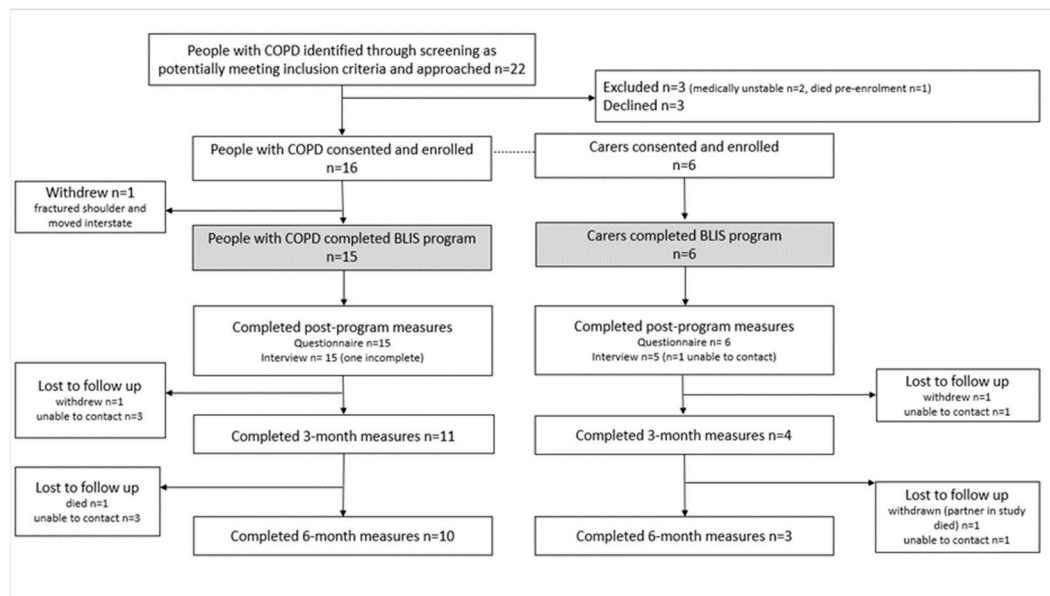 People with COPD identified through screening as
potentially meeting inclusion criteria and approached n=22
Excluded n=3 (medically unstable n=2, died pre-enrolment n=1)
Declined n=3
People with COPD consented and enrolled
n=16
Carers consented and enrolled
n=6
Withdrew n=1
fractured shoulder and
moved interstate
People with COPD completed BLIS program
n=15
Carers completed BLIS program
n=6
Completed post-program measures
Questionnaire n=15
Interview n= 15 (one incomplete)
Completed post-program measures
Questionnaire n= 6
Interview n=5 (n=1 unable to contact)
Lost to follow up
withdrew n=1
unable to contact n=3
Lost to follow up
withdrew n=1
unable to contact n=1
Completed 3-month measures n=11
Completed 3-month measures n=4
Lost to follow up
died n=1
unable to contact n=3
Lost to follow up
withdrawn (partner in study
died) n=1
unable to contact n=1
Completed 6-month measures n=10
Completed 6-month measures n=3